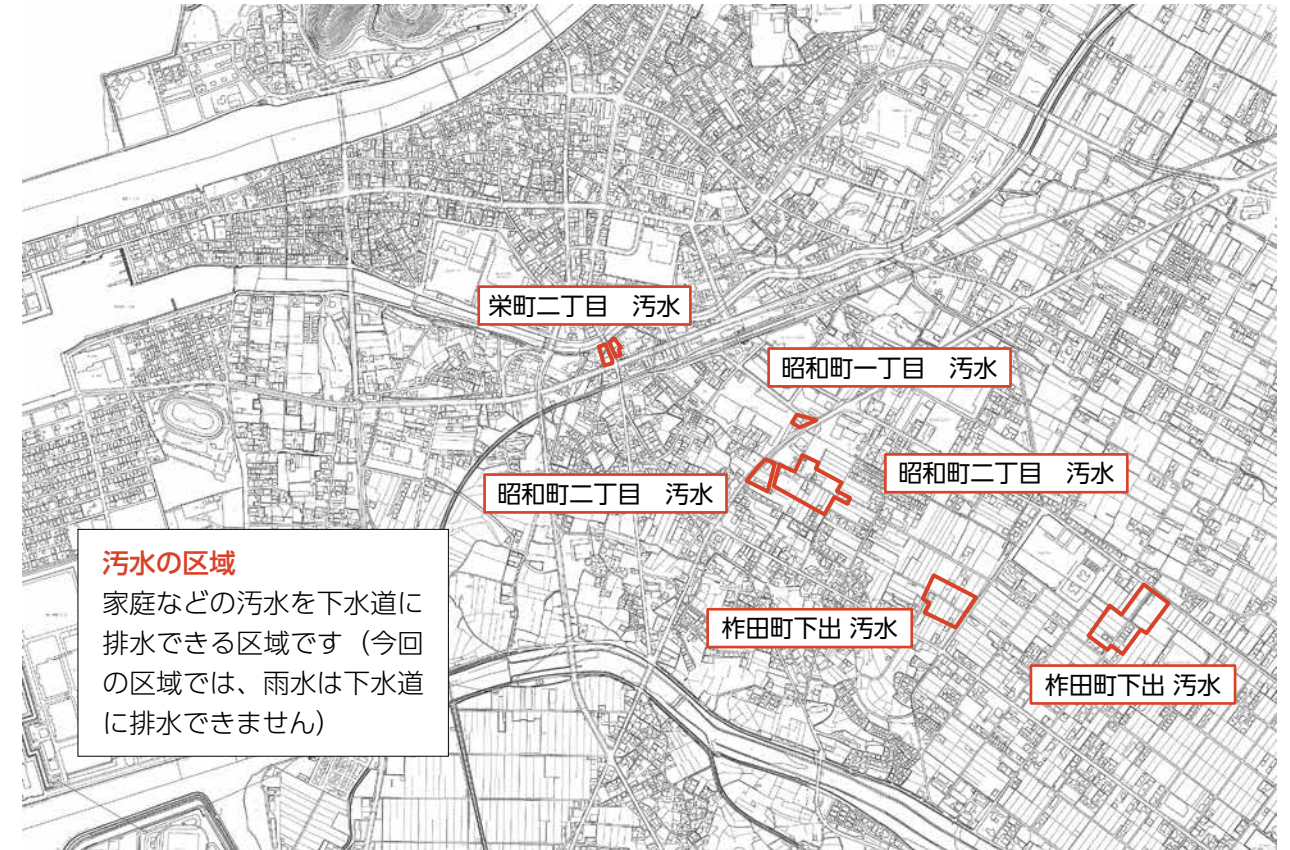 栄町二丁目　汚水
昭和町一丁目　汚水
昭和町二丁目　汚水
昭和町二丁目　汚水
汚水の区域
家庭などの汚水を下水道に
排水できる区域です（今回
の区域では、雨水は下水道
に排水できません）
柞田町下出 汚水
柞田町下出 汚水